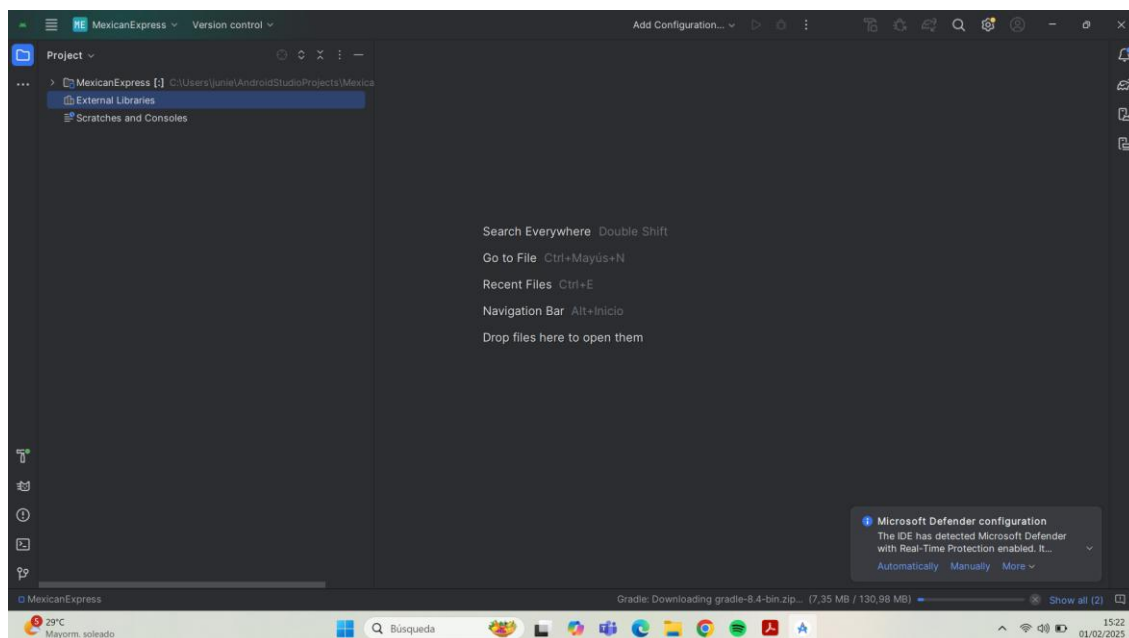 ME MexicanExpress Version control Add Configuration...
Project
MexicanExpress [:] C:\Users\junie\AndroidStudioProjects\Mexica
External Libraries
Scratches and Consoles
Search Everywhere Double Shift
Go to File Ctrl+Mayús+N
Recent Files Ctrl+E
Navigation Bar Alt+Inicio
Drop files here to open them
Microsoft Defender configuration
The IDE has detected Microsoft Defender
with Real-Time Protection enabled. It...
Automatically Manually More
MexicanExpress Gradle: Downloading gradle-8.4-bin.zip... (7,35 MB / 130,98 MB) Show all (2)
5 29°C Búsqueda 15:22
Mayorm. soleado 01/02/2025